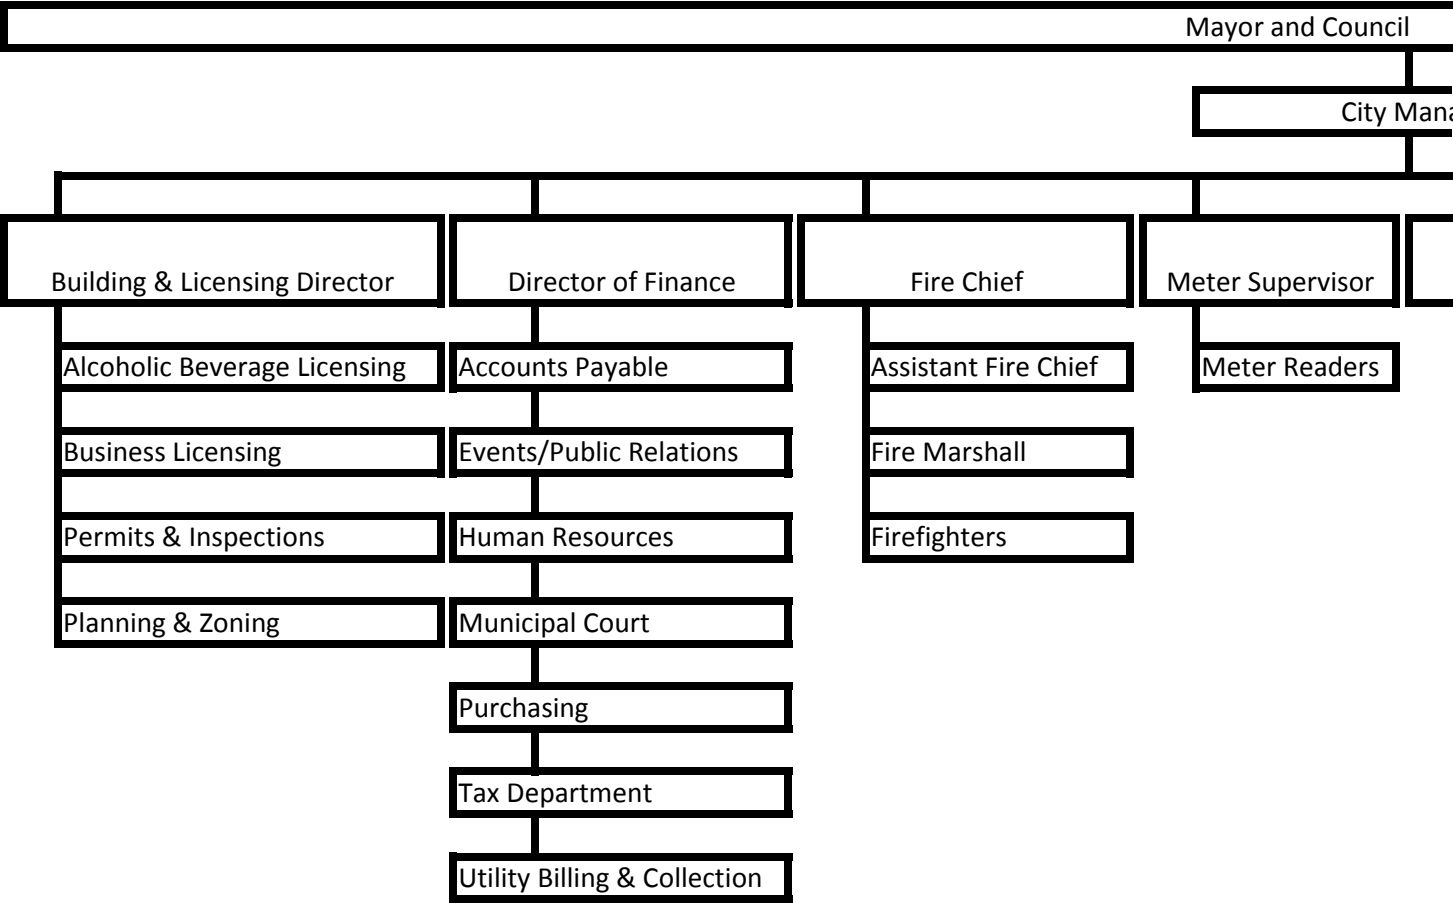 Mayor and Council
City Mana
Building & Licensing Director
Director of Finance
Fire Chief
Meter Supervisor
Alcoholic Beverage Licensing
Accounts Payable
Assistant Fire Chief
Meter Readers
Business Licensing
Events/Public Relations
Fire Marshall
Permits & Inspections
Human Resources
Firefighters
Planning & Zoning
Municipal Court
Purchasing
Tax Department
Utility Billing & Collection